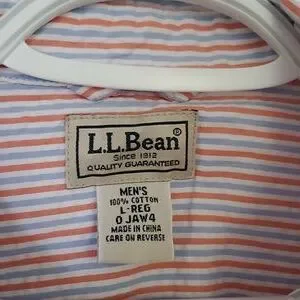 L.L.Bean®
Since 1912
QUALITY GUARANTEED
MEN'S
100% COTTON
L-REG
0 JAW4
MADE IN CHINA
CARE ON REVERSE